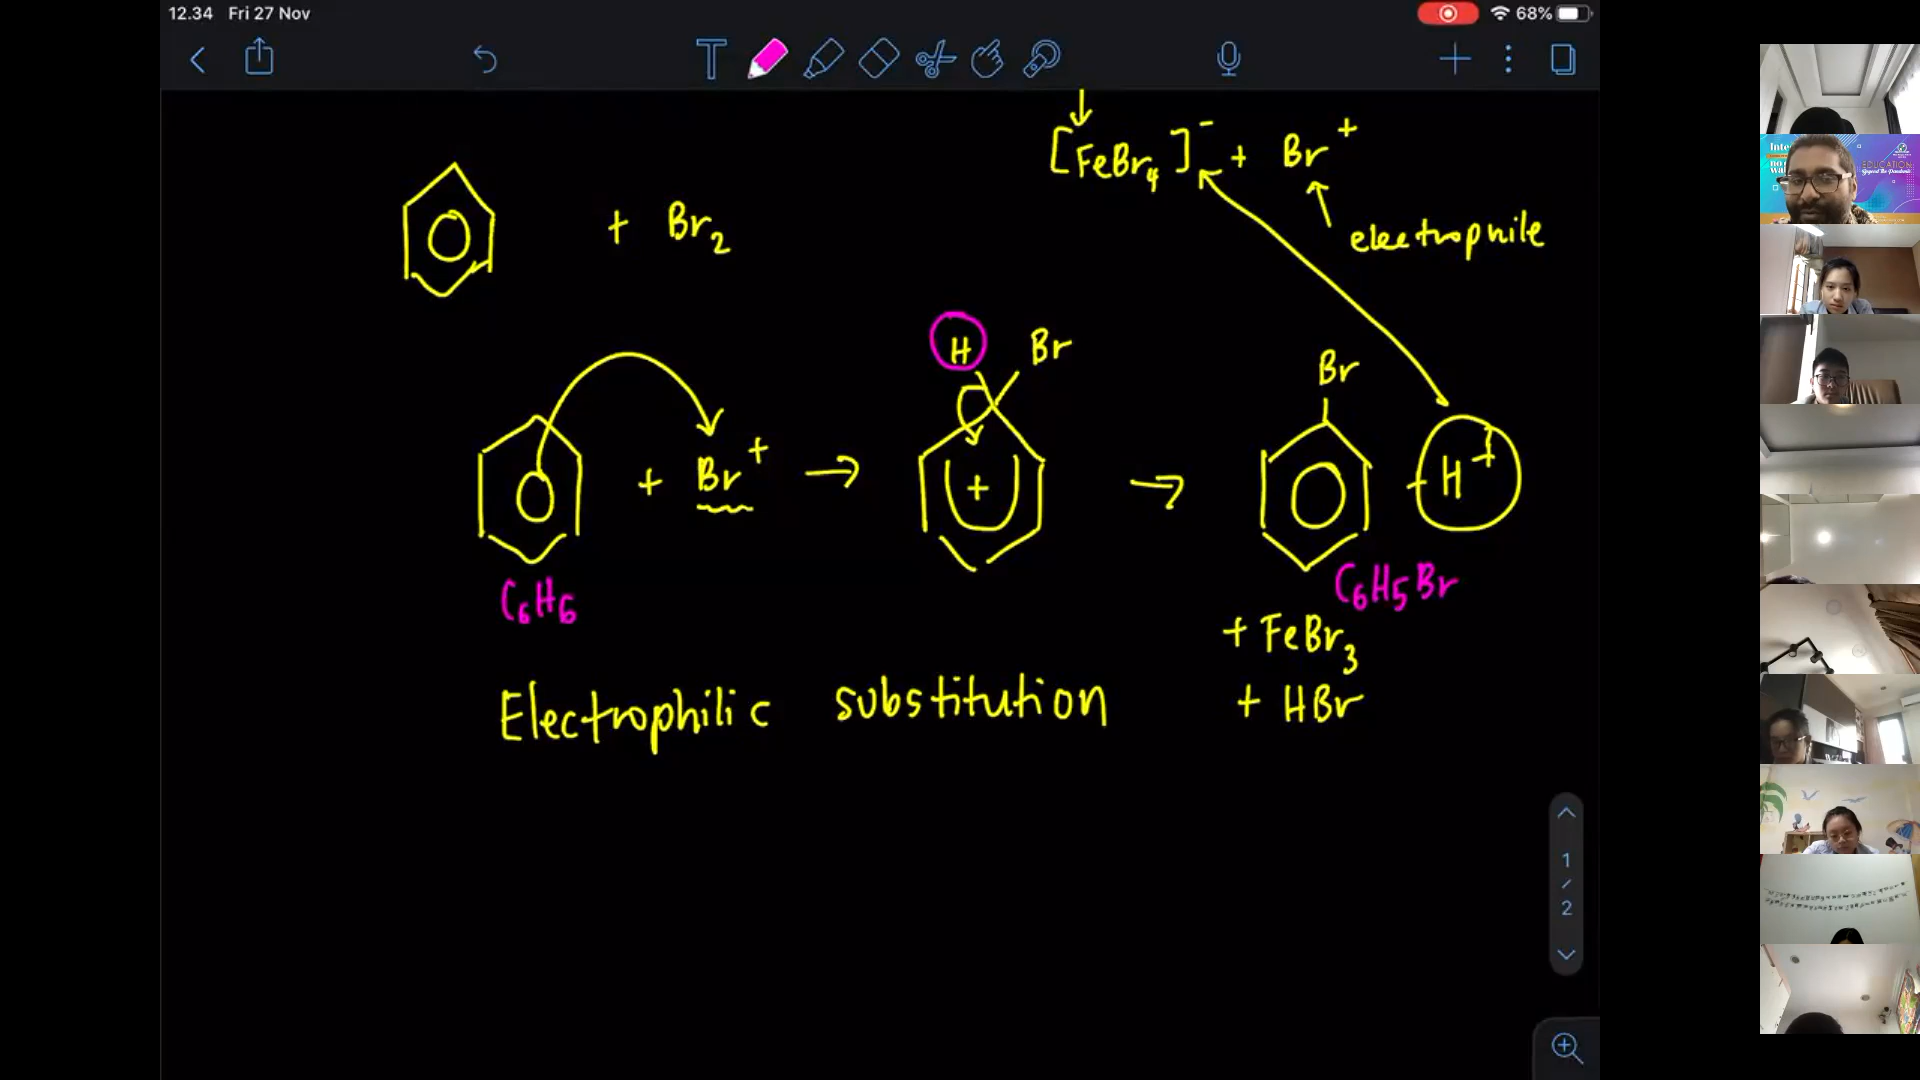 12.34 Fri 27 Nov
68%
T
[FeBr4]- + Br+
+ Br2
electrophile
H Br
Br
+ Br+ → + → + H+
C6H6
C6H5Br
+ FeBr3
Electrophilic substitution
+ HBr
1
/
2
EDUCATION